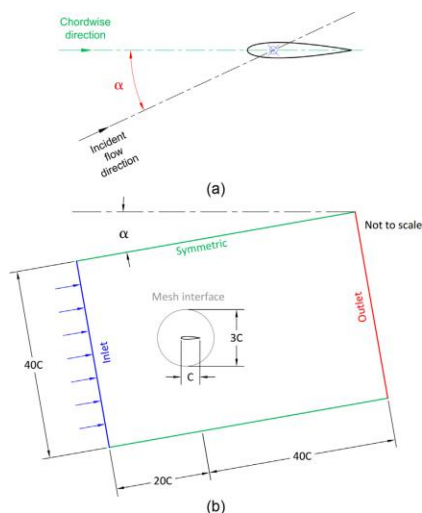 Chordwise
direction
α
Incident
flow
direction
(a)
Not to scale
α
Symmetric
Mesh interface
Inlet
Outlet
40C
3C
C
20C
40C
(b)